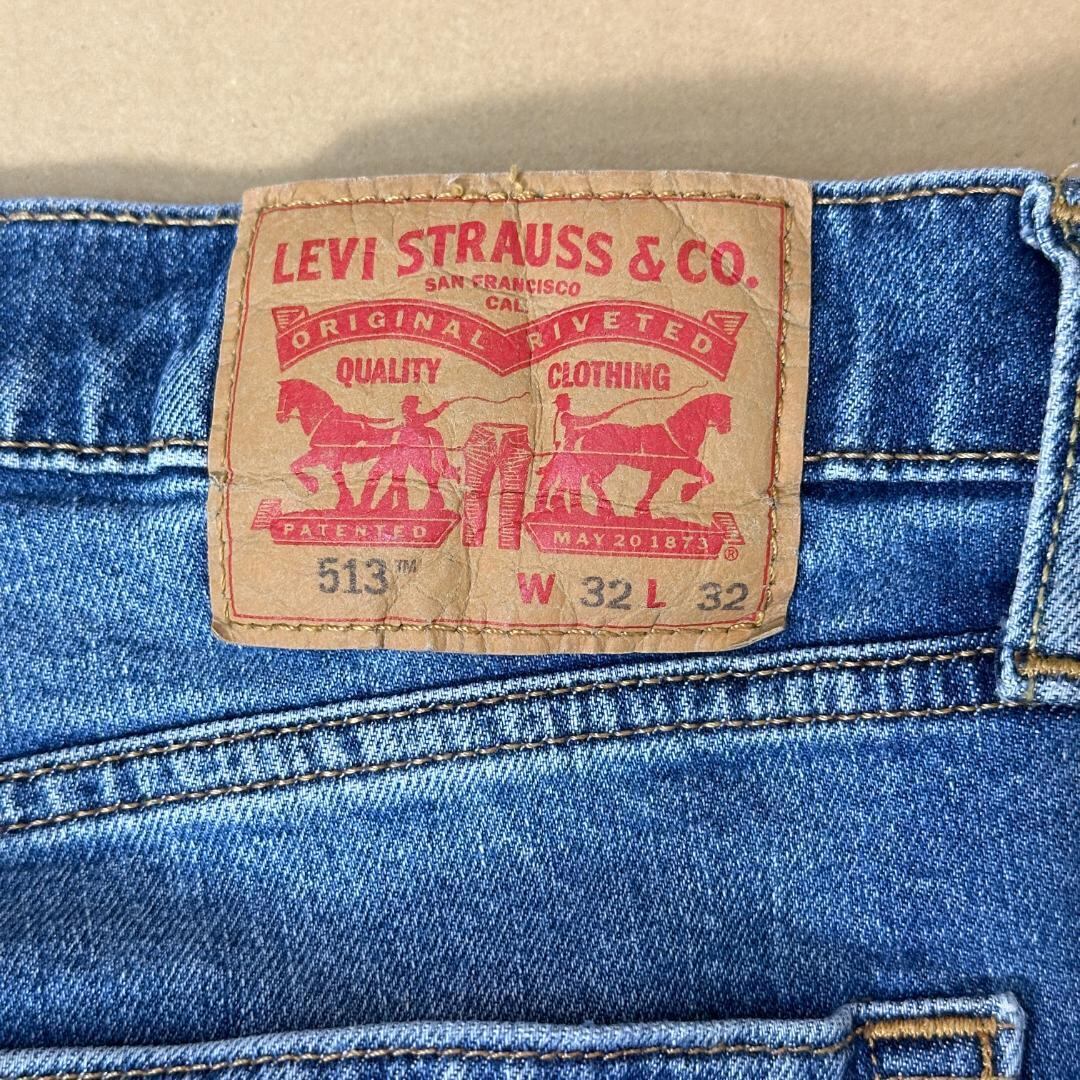 LEVI STRAUSS & CO.
SAN FRANCISCO
CAL
ORIGINAL RIVETED
QUALITY CLOTHING
PATENTED MAY 20 1873 ®
513™ W 32 L 32